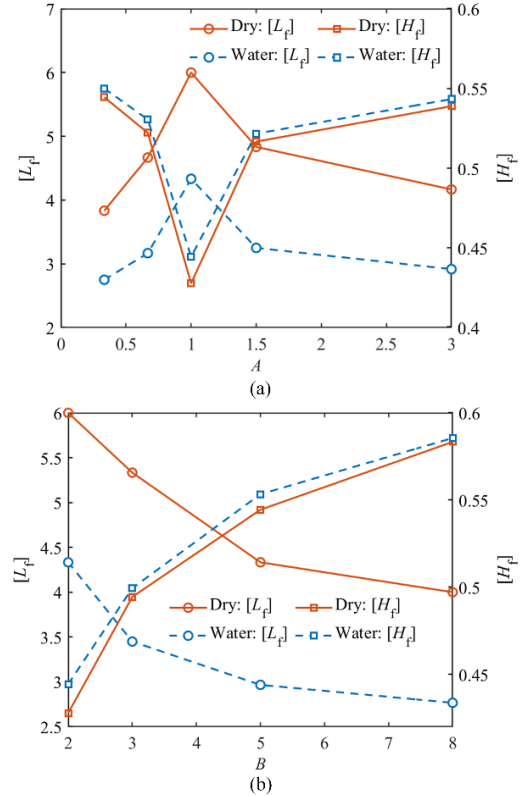 7 0.6
Dry: [Lf] Dry: [Hf]
Water: [Lf] Water: [Hf]
6 0.55
5 0.5
[Lf] [Hf]
4
3 0.45
2 0.4
0 0.5 1 1.5 2 2.5 3
A
(a)
6 0.6
5.5
5 0.55
4.5
[Lf] [Hf]
4 0.5
Dry: [Lf] Dry: [Hf]
Water: [Lf] Water: [Hf]
3.5
3 0.45
2.5
2 3 4 5 6 7 8
B
(b)